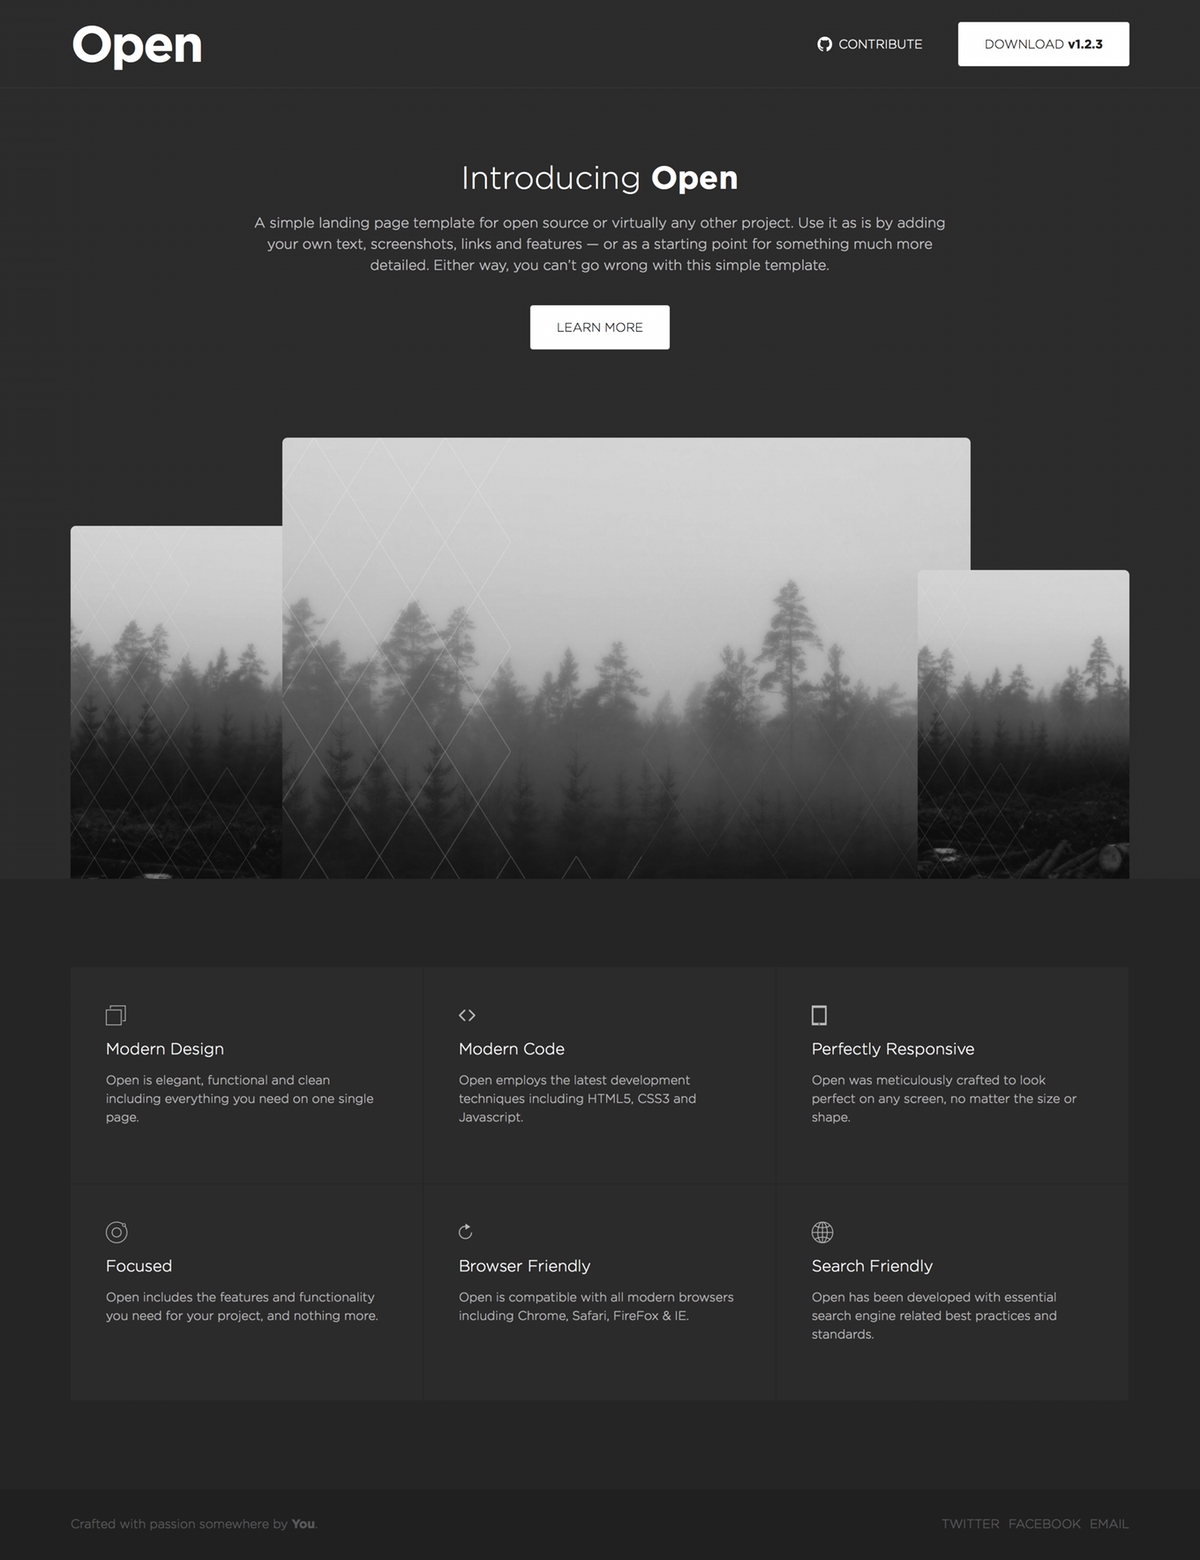 Open
CONTRIBUTE
DOWNLOAD v1.2.3
Introducing Open
A simple landing page template for open source or virtually any other project. Use it as is by adding
your own text, screenshots, links and features — or as a starting point for something much more
detailed. Either way, you can't go wrong with this simple template.
LEARN MORE
Modern Design
Open is elegant, functional and clean
including everything you need on one single
page.
Modern Code
Open employs the latest development
techniques including HTML5, CSS3 and
Javascript.
Perfectly Responsive
Open was meticulously crafted to look
perfect on any screen, no matter the size or
shape.
Focused
Open includes the features and functionality
you need for your project, and nothing more.
Browser Friendly
Open is compatible with all modern browsers
including Chrome, Safari, FireFox & IE.
Search Friendly
Open has been developed with essential
search engine related best practices and
standards.
Crafted with passion somewhere by You.
TWITTER FACEBOOK EMAIL